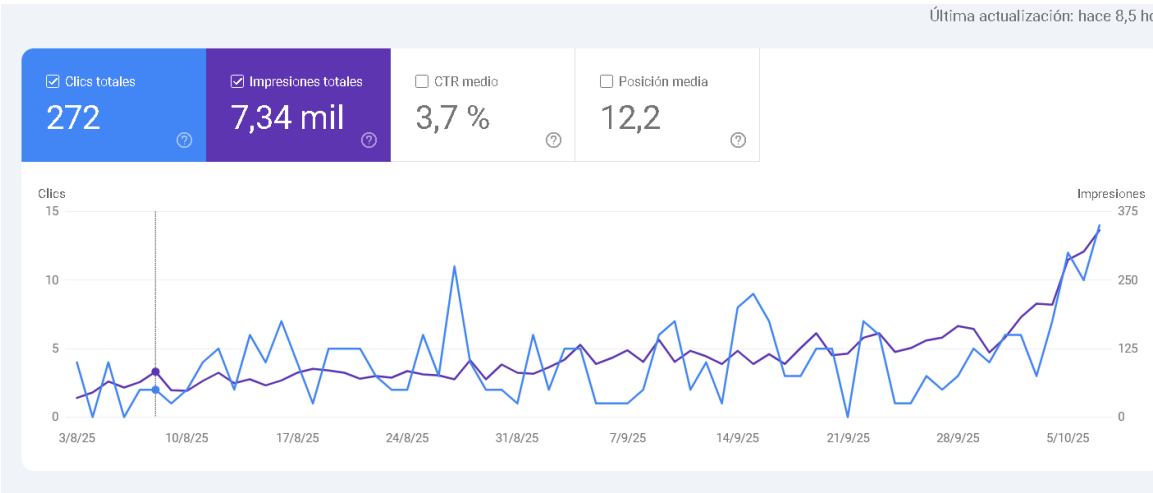 Última actualización: hace 8,5 ho
Clics totales
272
Impresiones totales
7,34 mil
CTR medio
3,7 %
Posición media
12,2
Clics
Impresiones
15
375
10
250
5
125
0
0
3/8/25 10/8/25 17/8/25 24/8/25 31/8/25 7/9/25 14/9/25 21/9/25 28/9/25 5/10/25